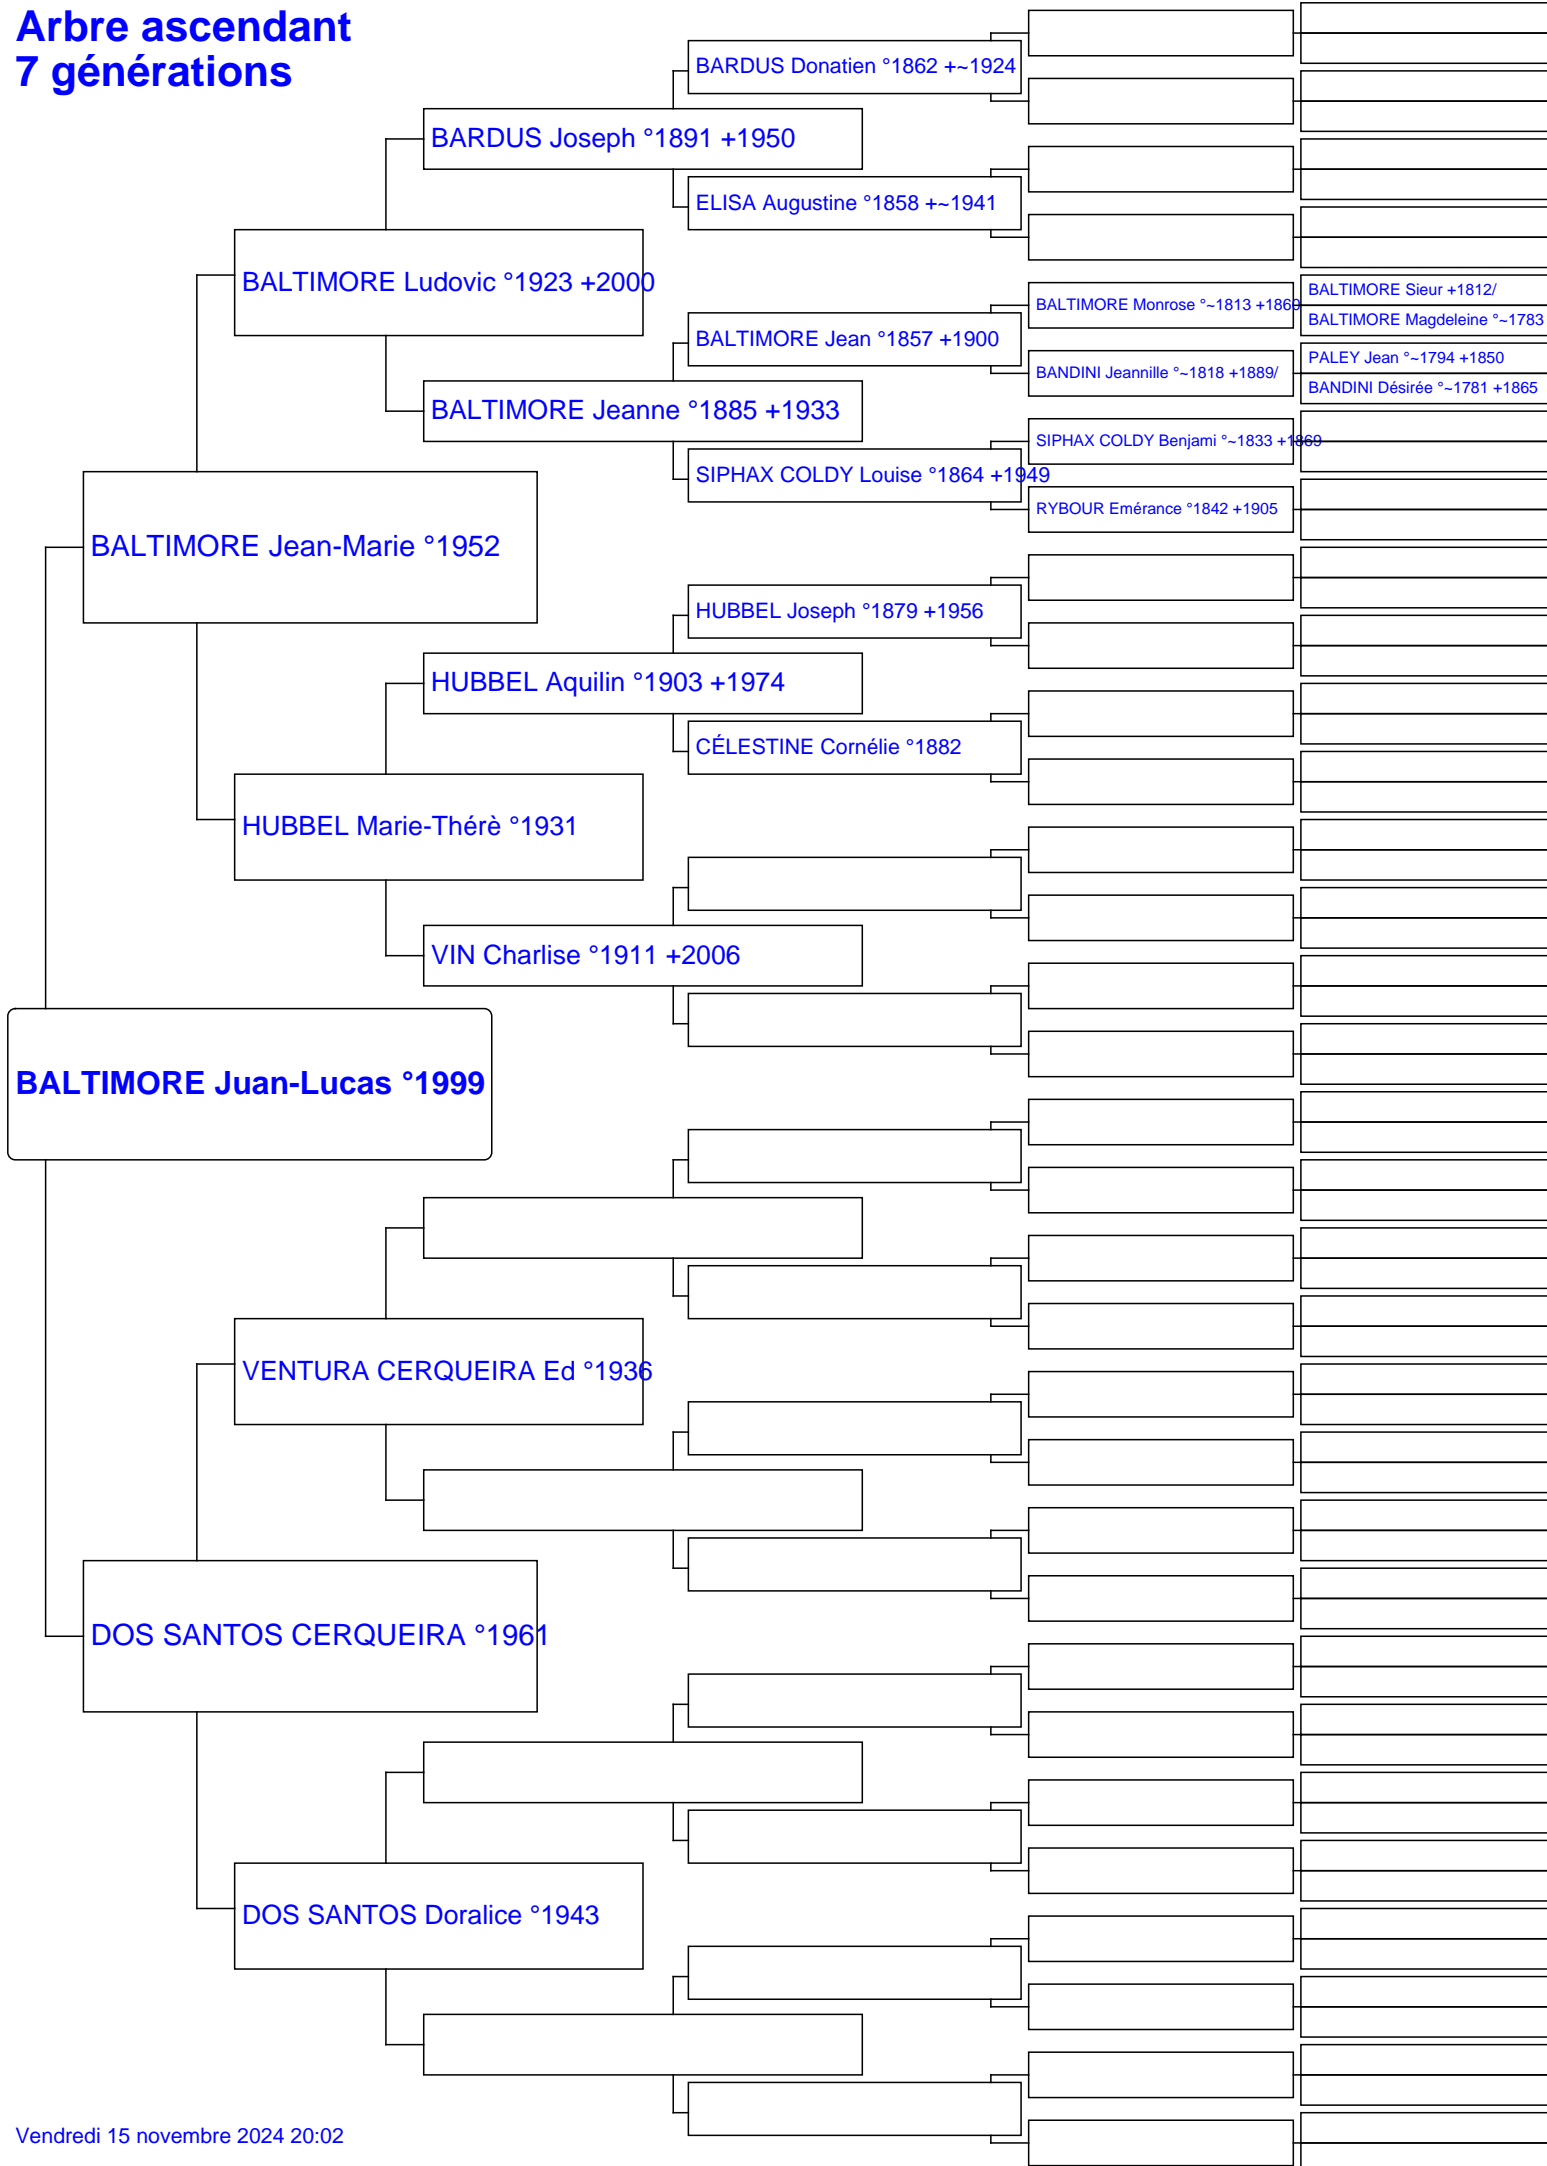 Arbre ascendant
7 générations
BARDUS Donatien °1862 +~1924
BARDUS Joseph °1891 +1950
ELISA Augustine °1858 +~1941
BALTIMORE Ludovic °1923 +2000
BALTIMORE Sieur +1812/
BALTIMORE Monrose °~1813 +1860
BALTIMORE Magdeleine °~1783
BALTIMORE Jean °1857 +1900
PALEY Jean °~1794 +1850
BANDINI Jeannille °~1818 +1889/
BANDINI Désirée °~1781 +1865
BALTIMORE Jeanne °1885 +1933
SIPHAX COLDY Benjami °~1833 +1869
SIPHAX COLDY Louise °1864 +1949
RYBOUR Emérance °1842 +1905
BALTIMORE Jean-Marie °1952
HUBBEL Joseph °1879 +1956
HUBBEL Aquilin °1903 +1974
CÉLESTINE Cornélie °1882
HUBBEL Marie-Thérè °1931
VIN Charlise °1911 +2006
BALTIMORE Juan-Lucas °1999
VENTURA CERQUEIRA Ed °1936
DOS SANTOS CERQUEIRA °1961
DOS SANTOS Doralice °1943
Vendredi 15 novembre 2024 20:02